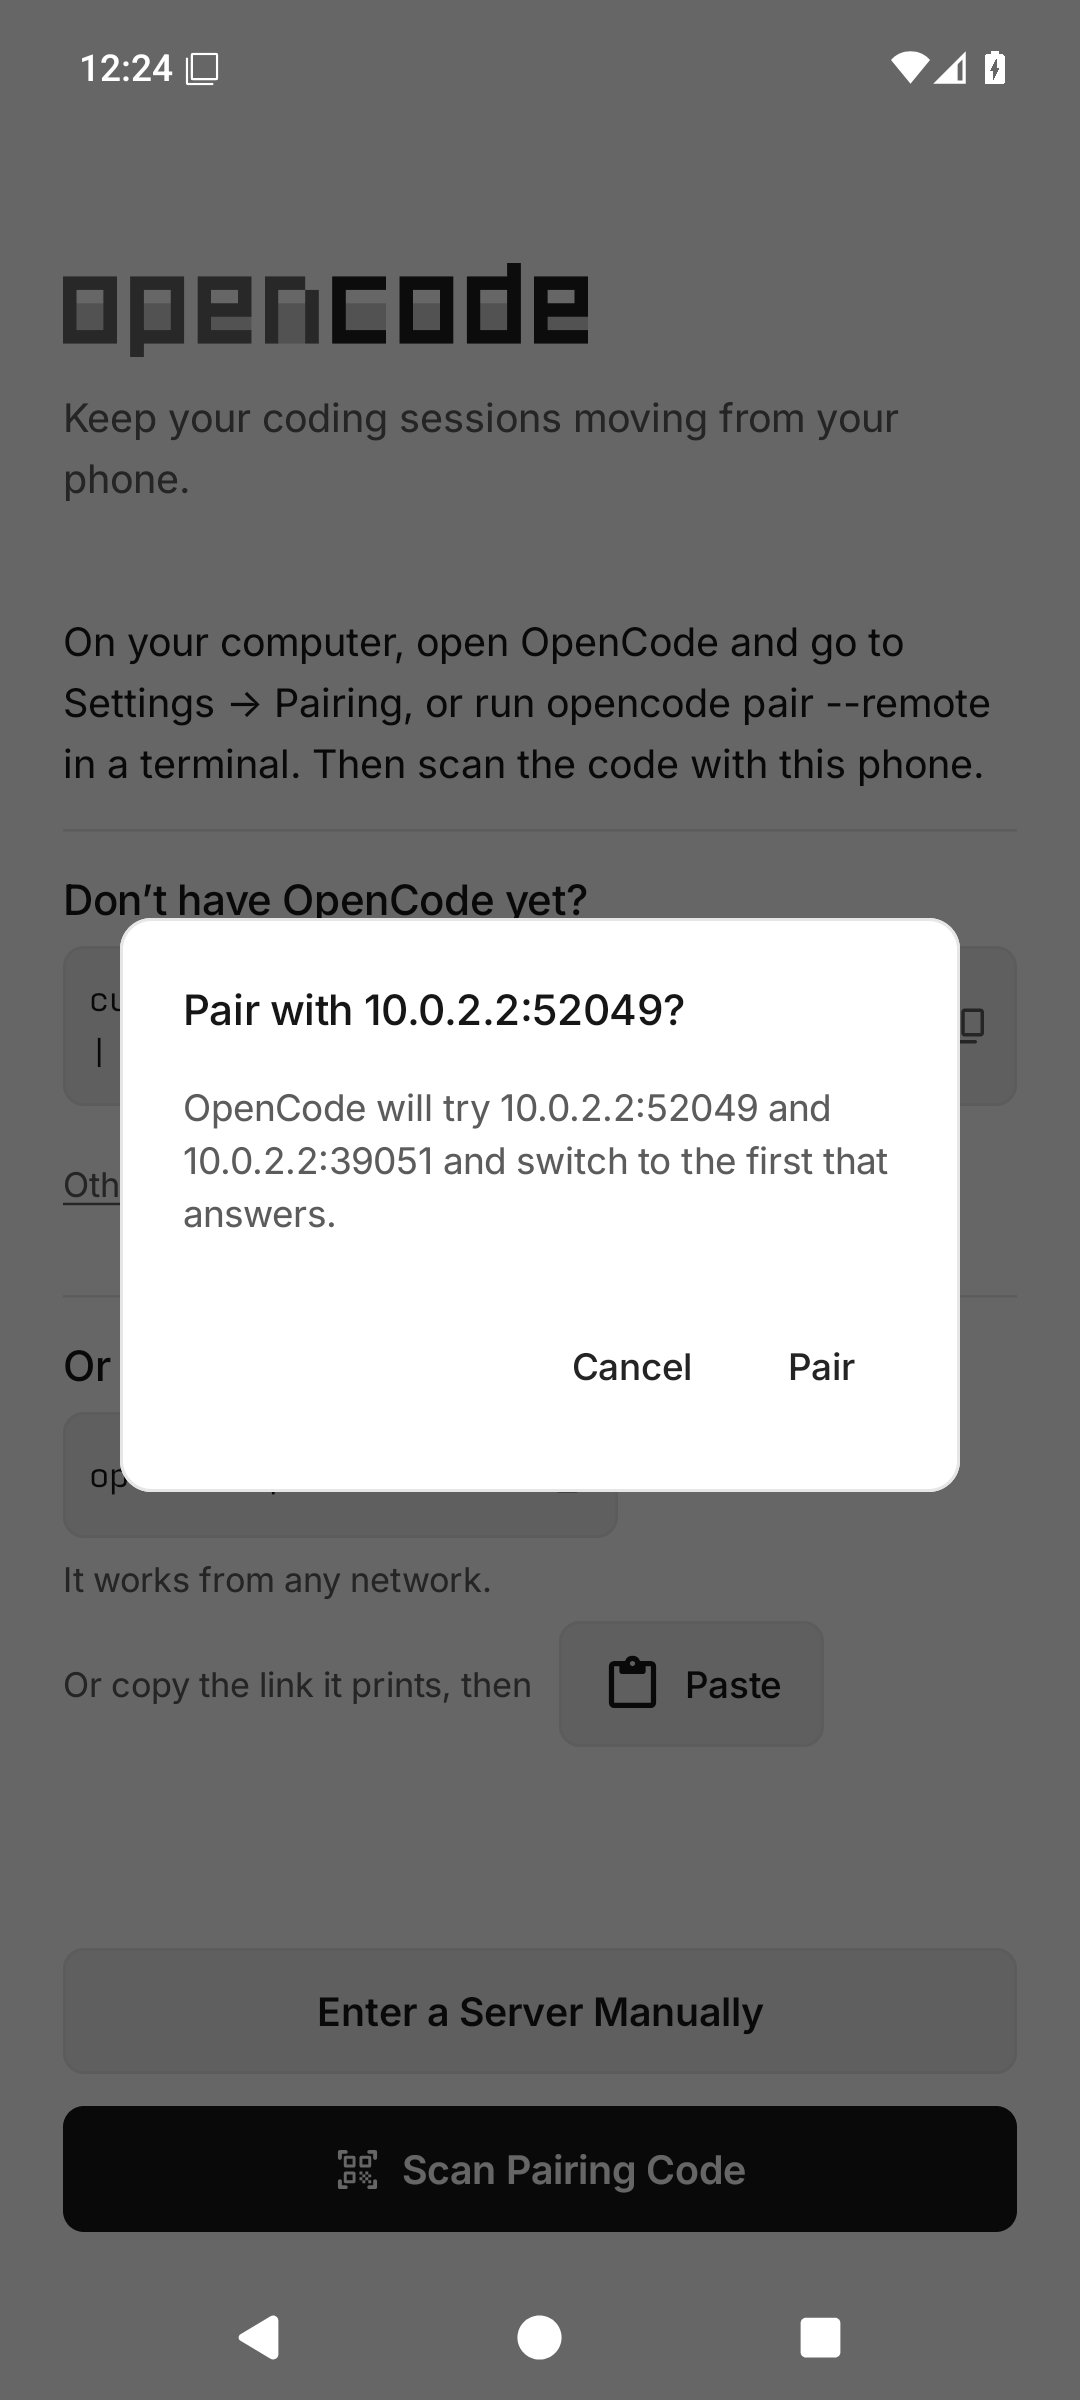 12:24
opencode
Keep your coding sessions moving from your
phone.
On your computer, open OpenCode and go to
Settings → Pairing, or run opencode pair --remote
in a terminal. Then scan the code with this phone.
Don’t have OpenCode yet?
Pair with 10.0.2.2:52049?
OpenCode will try 10.0.2.2:52049 and
10.0.2.2:39051 and switch to the first that
answers.
Cancel Pair
Or
It works from any network.
Or copy the link it prints, then Paste
Enter a Server Manually
Scan Pairing Code